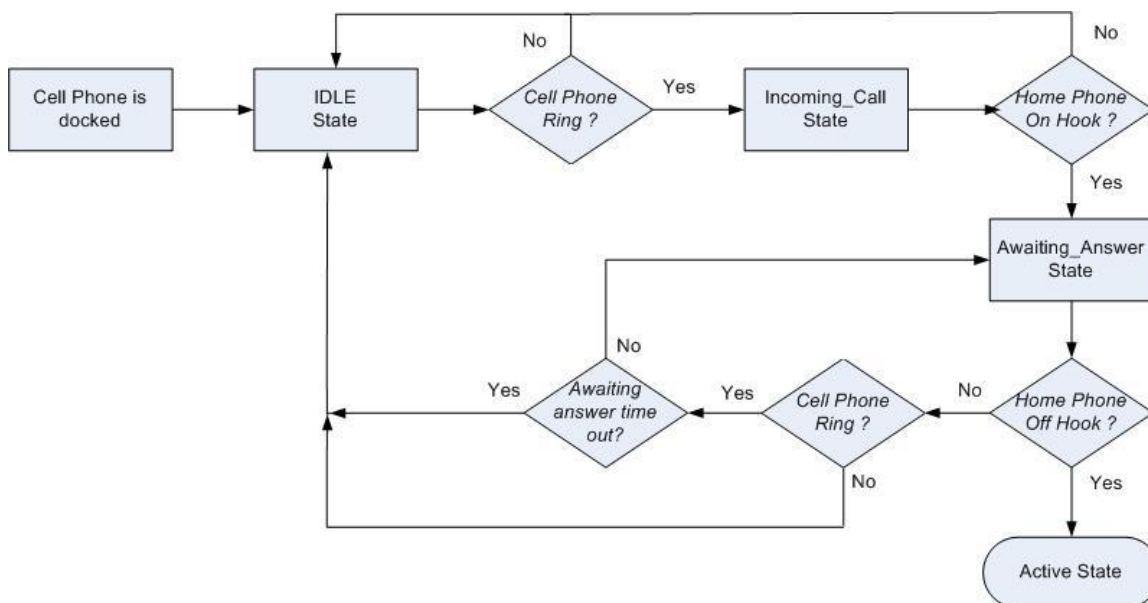 No
No
Cell Phone is
docked
IDLE
State
Cell Phone
Ring ?
Yes
Incoming_Call
State
Home Phone
On Hook ?
Yes
Awaiting_Answer
State
No
Yes
Awaiting
answer time
out?
Yes
Cell Phone
Ring ?
No
Home Phone
Off Hook ?
No
Yes
Active State